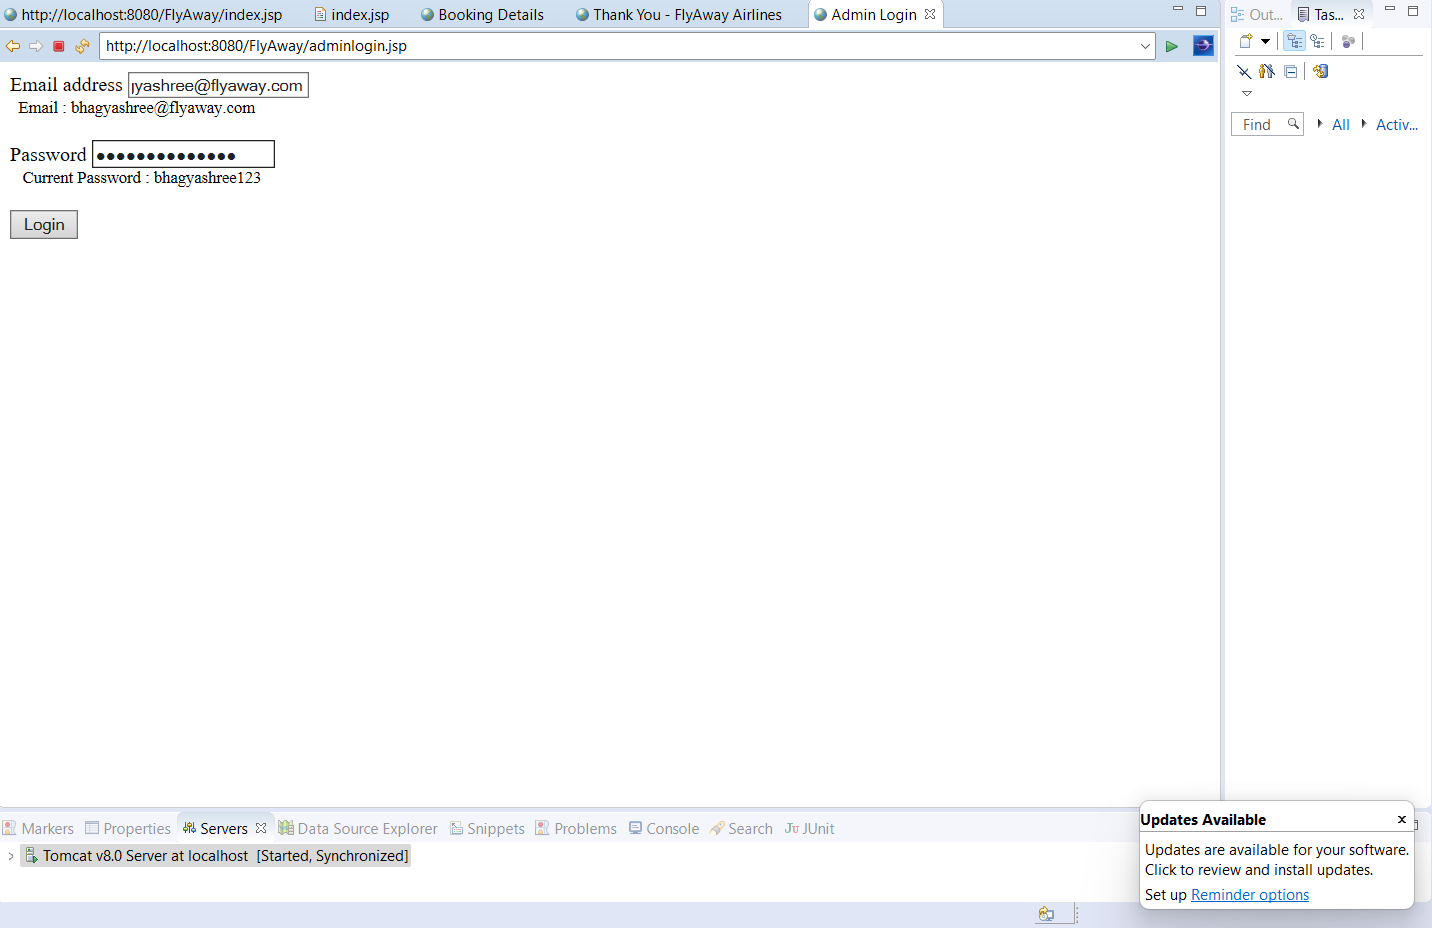 http://localhost:8080/FlyAway/index.jsp index.jsp Booking Details Thank You - FlyAway Airlines Admin Login
http://localhost:8080/FlyAway/adminlogin.jsp
Email address jyashree@flyaway.com
Email : bhagyashree@flyaway.com
Password ●●●●●●●●●●●●●●
Current Password : bhagyashree123
Login
Out... Tas...
Find All Activ...
Markers Properties Servers Data Source Explorer Snippets Problems Console Search Ju JUnit
Tomcat v8.0 Server at localhost [Started, Synchronized]
Updates Available
Updates are available for your software.
Click to review and install updates.
Set up Reminder options